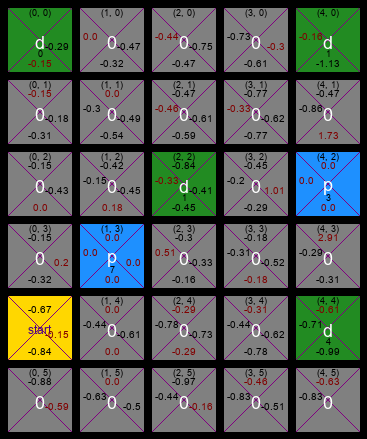 (0, 0) (1, 0) (2, 0) (3, 0) (4, 0)
d -0.29 0.0 0 -0.47 -0.44 0 -0.75 -0.73 0 -0.3 -0.16 d
0 1
-0.15 -0.32 -0.47 -0.61 -1.13
(0, 1) (1, 1) (2, 1) (3, 1) (4, 1)
-0.15 0.0 -0.47 -0.77 -0.47
0 -0.18 -0.3 0 -0.49 -0.46 0 -0.61 -0.33 0 -0.62 -0.86 0
-0.31 -0.54 -0.59 -0.77 1.73
(0, 2) (1, 2) (2, 2) (3, 2) (4, 2)
-0.15 -0.42 -0.84 -0.45 0.0
0 -0.43 -0.15 0 -0.45 -0.33 d -0.41 -0.2 0 1.01 0.0 p
1 3
0.0 0.18 -0.45 -0.29 0.0
(0, 3) (1, 3) (2, 3) (3, 3) (4, 3)
-0.15 0.0 -0.3 -0.18 2.91
0 0.2 0.0 p 0.0 0.51 0 -0.33 -0.31 0 -0.52 -0.29 0
7
-0.32 0.0 -0.16 -0.18 -0.31
(1, 4) (2, 4) (3, 4) (4, 4)
-0.67 0.0 -0.29 -0.31 -0.61
start -0.15 -0.44 0 -0.61 -0.78 0 -0.73 -0.44 0 -0.62 -0.71 d
4
-0.84 0.0 -0.29 -0.78 -0.99
(0, 5) (1, 5) (2, 5) (3, 5) (4, 5)
-0.88 0.0 -0.97 -0.46 -0.63
0 -0.59 -0.63 0 -0.5 -0.44 0 -0.16 -0.83 0 -0.51 -0.83 0